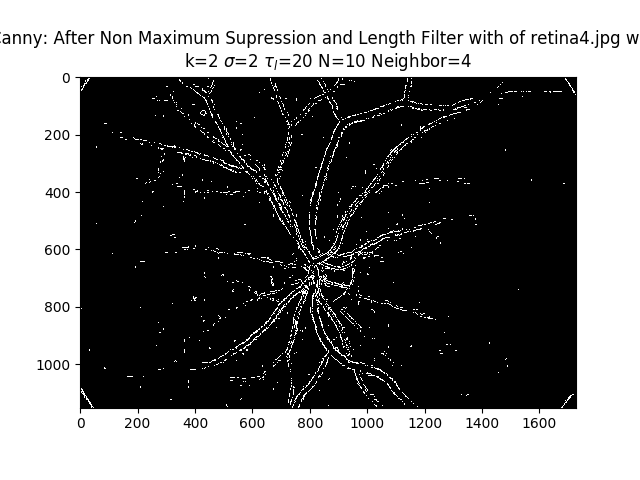 Canny: After Non Maximum Supression and Length Filter with of retina4.jpg w
k=2 σ=2 τ_l=20 N=10 Neighbor=4
0
200
400
600
800
1000
0 200 400 600 800 1000 1200 1400 1600